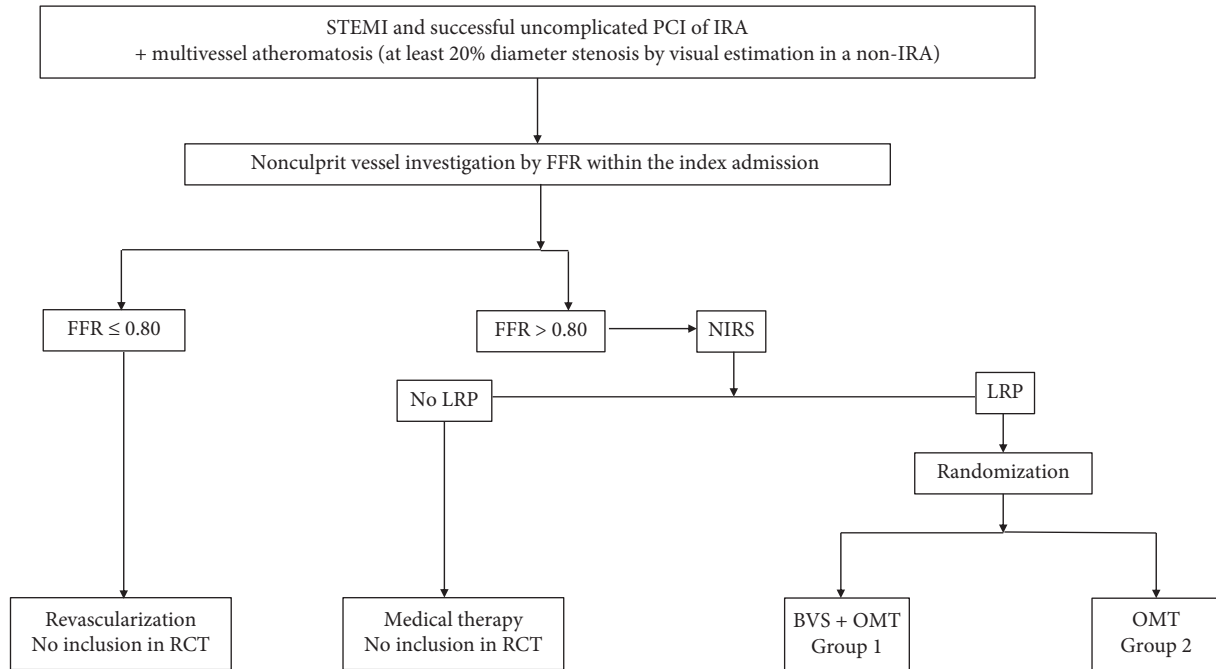 STEMI and successful uncomplicated PCI of IRA
+ multivessel atheromatosis (at least 20% diameter stenosis by visual estimation in a non-IRA)
Nonculprit vessel investigation by FFR within the index admission
FFR ≤ 0.80
FFR > 0.80
NIRS
No LRP
LRP
Randomization
Revascularization
No inclusion in RCT
Medical therapy
No inclusion in RCT
BVS + OMT
Group 1
OMT
Group 2